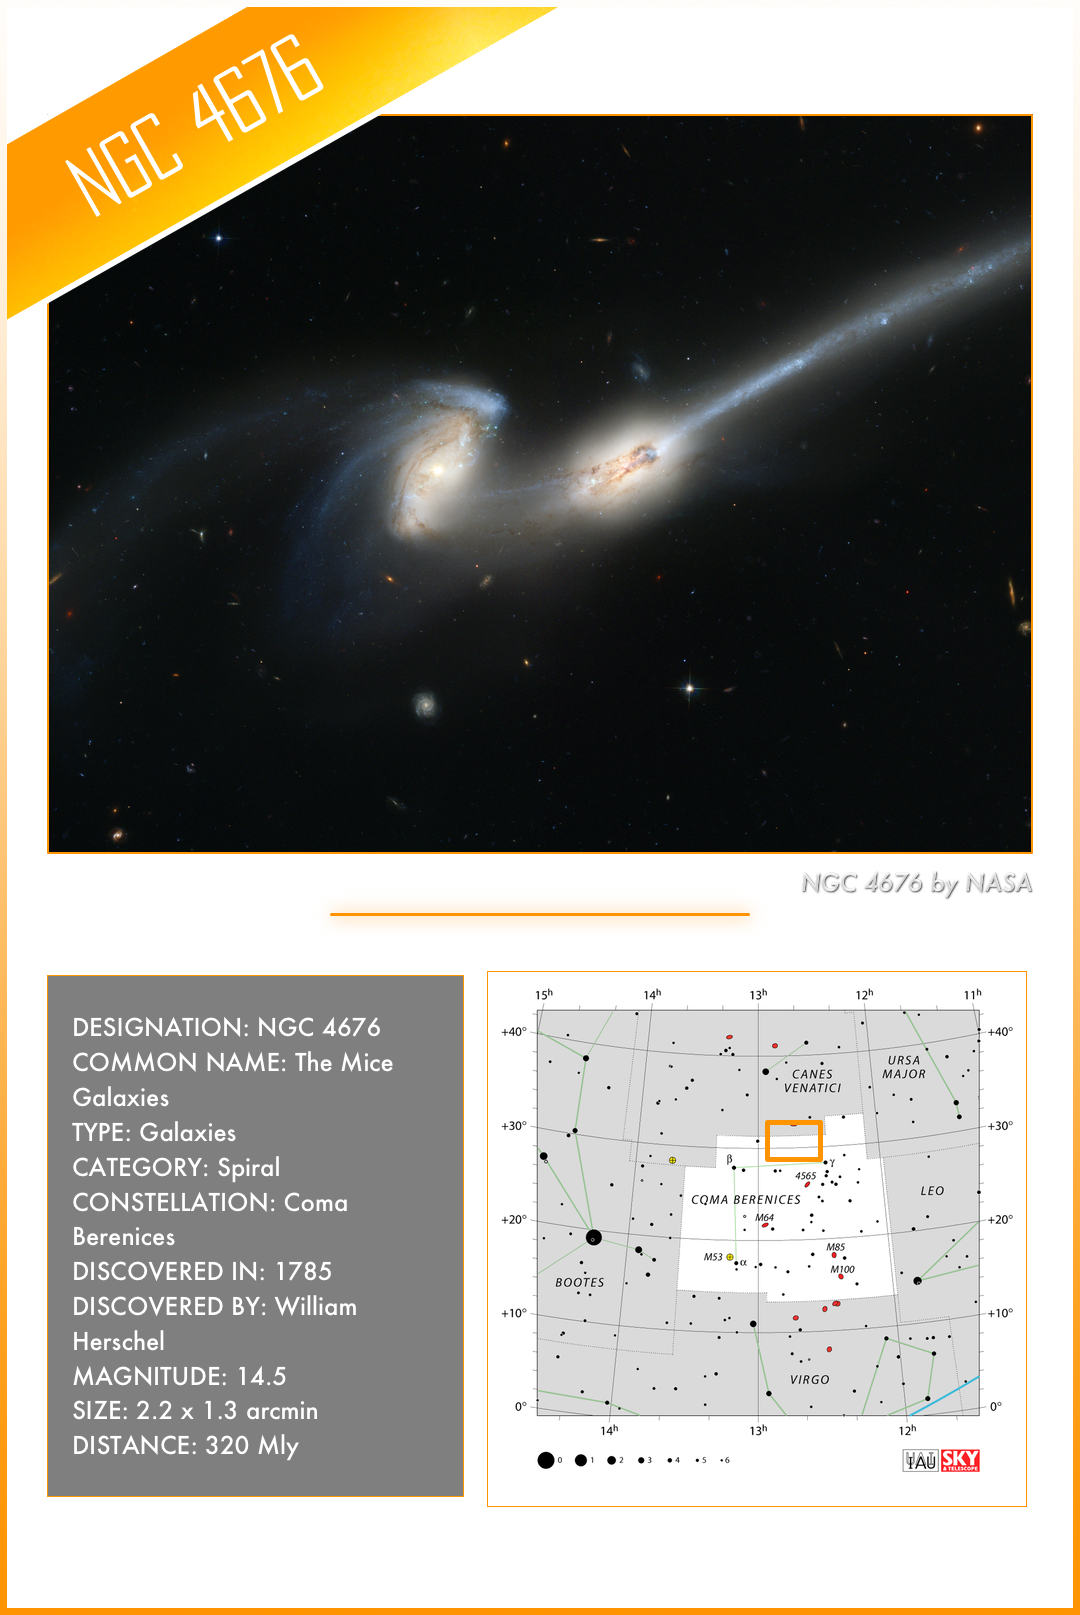 NGC 4676
NGC 4676 by NASA
DESIGNATION: NGC 4676
COMMON NAME: The Mice
Galaxies
TYPE: Galaxies
CATEGORY: Spiral
CONSTELLATION: Coma
Berenices
DISCOVERED IN: 1785
DISCOVERED BY: William
Herschel
MAGNITUDE: 14.5
SIZE: 2.2 x 1.3 arcmin
DISTANCE: 320 Mly
15h 14h 13h 12h 11h
+40° +40°
URSA
MAJOR
CANES
VENATICI
+30° +30°
β γ
4565
LEO
COMA BERENICES
M64
+20° +20°
M85
M53 α
M100
BOOTES
+10° +10°
VIRGO
0° 0°
14h 13h 12h
0 1 2 3 4 5 6
IAU SKY
& TELESCOPE